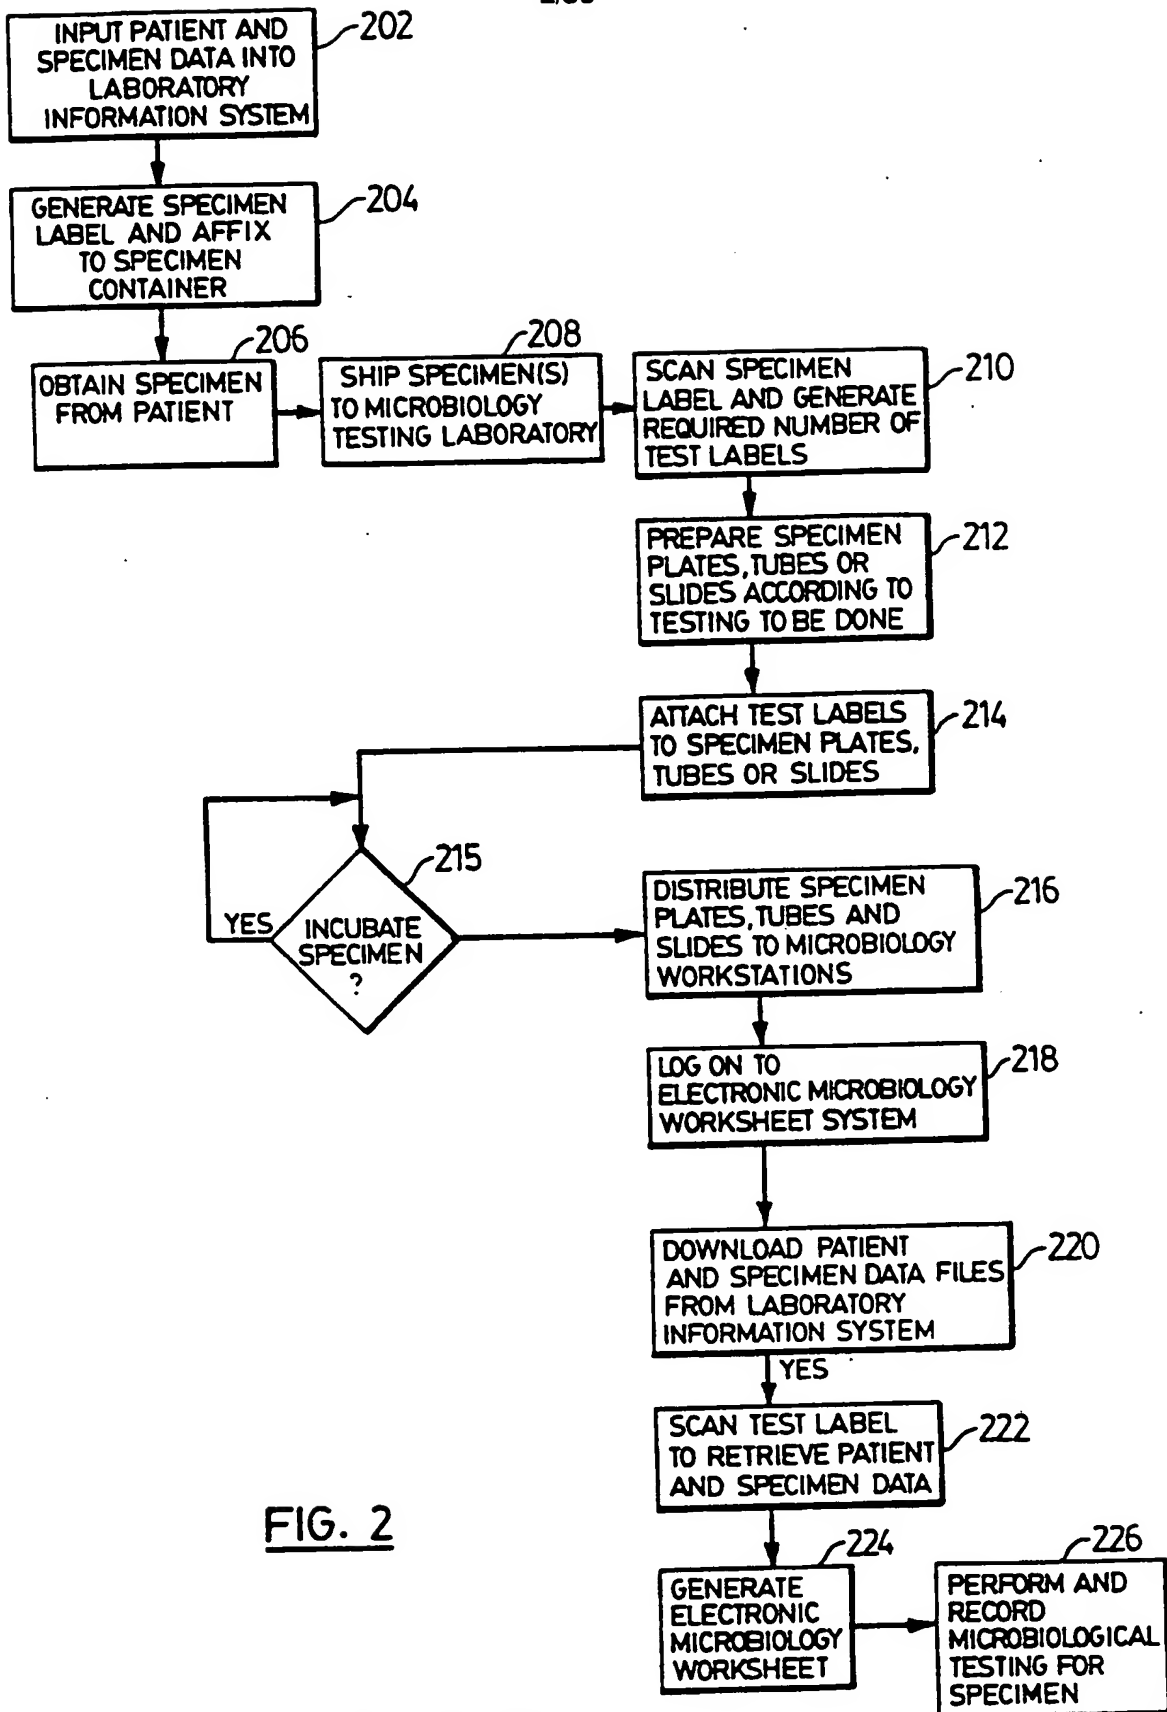 INPUT PATIENT AND
SPECIMEN DATA INTO
LABORATORY
INFORMATION SYSTEM
202
GENERATE SPECIMEN
LABEL AND AFFIX
TO SPECIMEN
CONTAINER
204
OBTAIN SPECIMEN
FROM PATIENT
206
SHIP SPECIMEN(S)
TO MICROBIOLOGY
TESTING LABORATORY
208
SCAN SPECIMEN
LABEL AND GENERATE
REQUIRED NUMBER OF
TEST LABELS
210
PREPARE SPECIMEN
PLATES, TUBES OR
SLIDES ACCORDING TO
TESTING TO BE DONE
212
ATTACH TEST LABELS
TO SPECIMEN PLATES,
TUBES OR SLIDES
214
215
YES
INCUBATE
SPECIMEN
?
DISTRIBUTE SPECIMEN
PLATES, TUBES AND
SLIDES TO MICROBIOLOGY
WORKSTATIONS
216
LOG ON TO
ELECTRONIC MICROBIOLOGY
WORKSHEET SYSTEM
218
DOWNLOAD PATIENT
AND SPECIMEN DATA FILES
FROM LABORATORY
INFORMATION SYSTEM
220
YES
SCAN TEST LABEL
TO RETRIEVE PATIENT
AND SPECIMEN DATA
222
GENERATE
ELECTRONIC
MICROBIOLOGY
WORKSHEET
224
PERFORM AND
RECORD
MICROBIOLOGICAL
TESTING FOR
SPECIMEN
226
FIG. 2